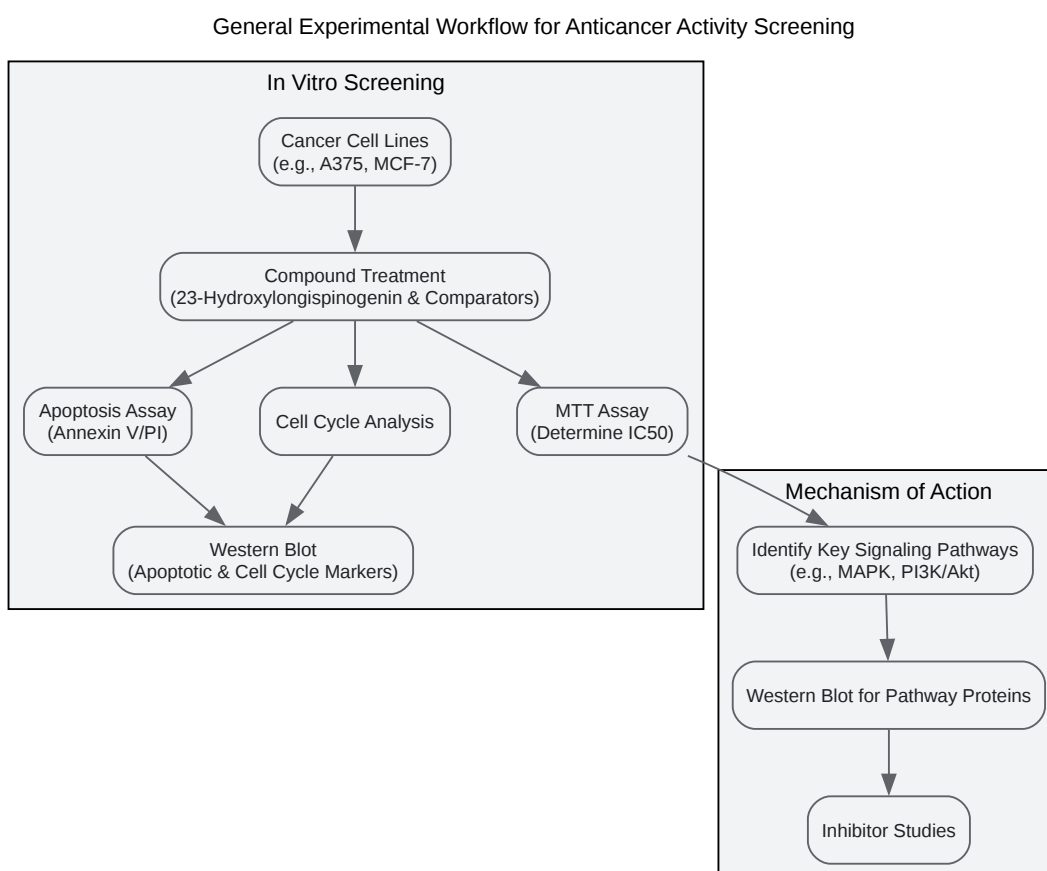 General Experimental Workflow for Anticancer Activity Screening
In Vitro Screening
Cancer Cell Lines
(e.g., A375, MCF-7)
Compound Treatment
(23-Hydroxylongispinogenin & Comparators)
Apoptosis Assay
(Annexin V/PI)
Cell Cycle Analysis
MTT Assay
(Determine IC50)
Western Blot
(Apoptotic & Cell Cycle Markers)
Mechanism of Action
Identify Key Signaling Pathways
(e.g., MAPK, PI3K/Akt)
Western Blot for Pathway Proteins
Inhibitor Studies